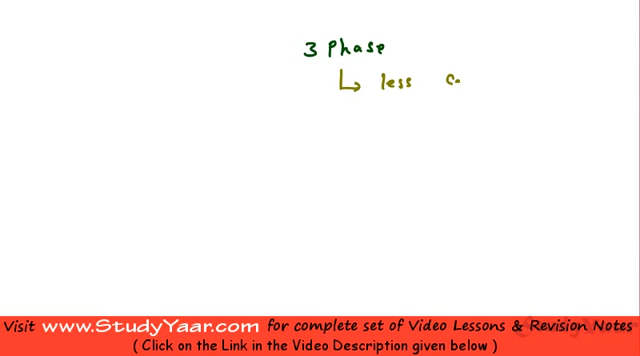 3 Phase
↳ less
Visit www.StudyYaar.com for complete set of Video Lessons & Revision Notes
( Click on the Link in the Video Description given below )